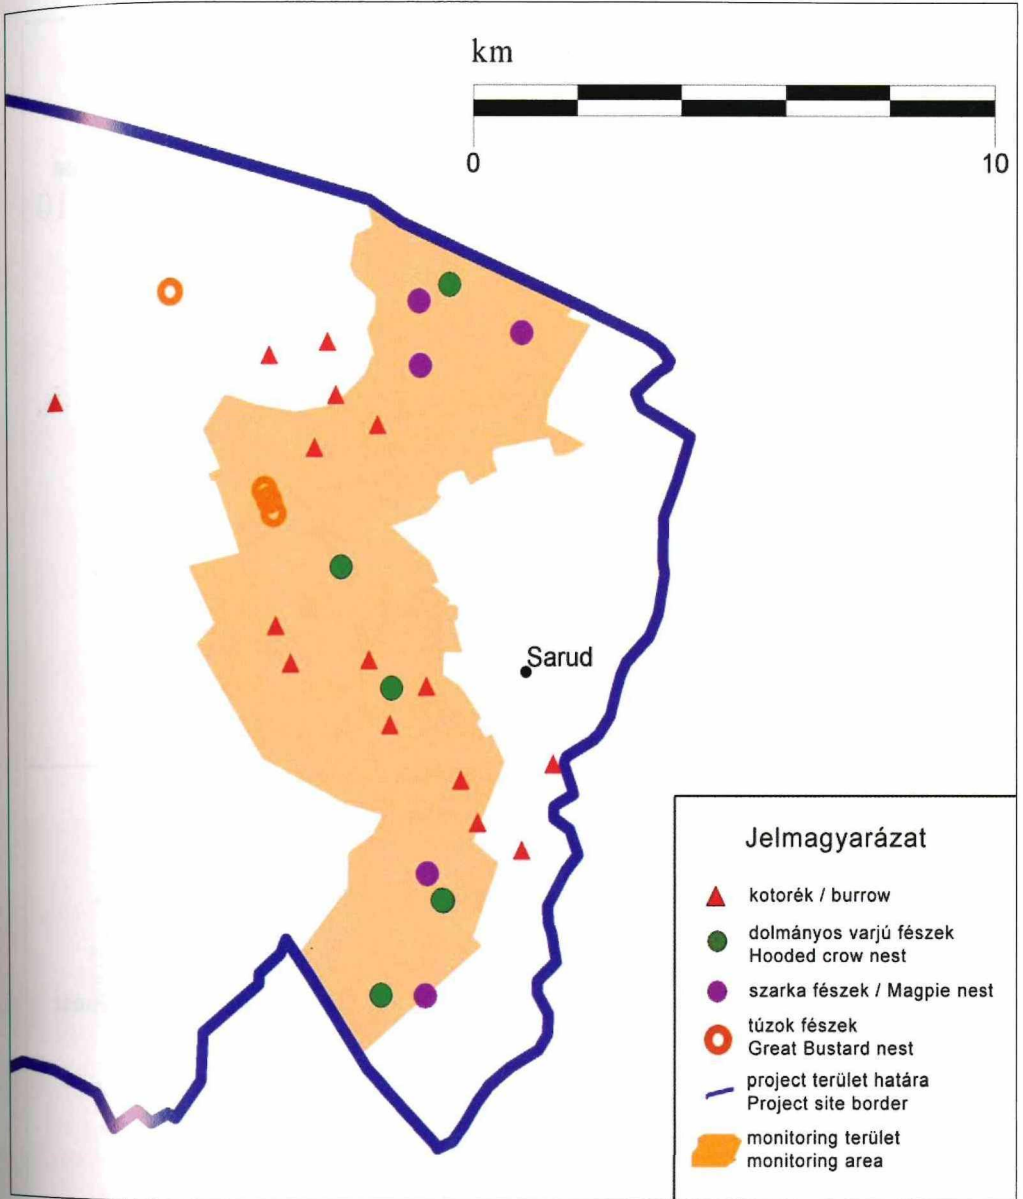 km
0 10
Sarud
Jelmagyarázat
kotorék / burrow
dolmányos varjú fészek
Hooded crow nest
szarka fészek / Magpie nest
túzok fészek
Great Bustard nest
project terület határa
Project site border
monitoring terület
monitoring area